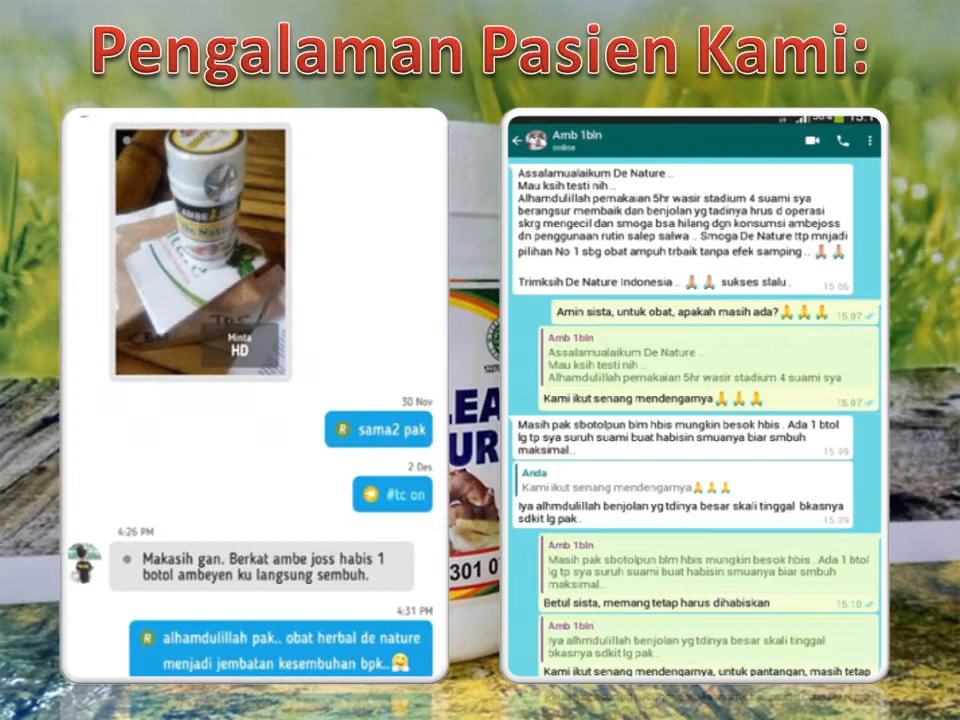 Pengalaman Pasien Kami:
AMBEJOSS
De Nature
Minta
HD
30 Nov
R sama2 pak
2 Des
#tc on
4:26 PM
Makasih gan. Berkat ambe joss habis 1
botol ambeyen ku langsung sembuh.
4:31 PM
R alhamdulillah pak.. obat herbal de nature
menjadi jembatan kesembuhan bpk..🤗
LEA
UR
301 0
Amb 1bln
online
Assalamualaikum De Nature ..
Mau ksih testi nih ..
Alhamdulillah pemakaian 5hr wasir stadium 4 suami sya
berangsur membaik dan benjolan yg tadinya hrus d operasi
skrg mengecil dan smoga bsa hilang dgn konsumsi ambejoss
dn penggunaan rutin salep salwa .. Smoga De Nature ttp mnjadi
pilihan No 1 sbg obat ampuh trbaik tanpa efek samping .. 🙏 🙏
Trimksih De Nature Indonesia .. 🙏 🙏 sukses slalu .
15.06
Amin sista, untuk obat, apakah masih ada?🙏 🙏 🙏 15.07
Amb 1bln
Assalamualaikum De Nature ..
Mau ksih testi nih ..
Alhamdulillah pemakaian 5hr wasir stadium 4 suami sya
Kami ikut senang mendengarnya🙏 🙏 🙏 15.07
Masih pak sbotolpun blm hbis mungkin besok hbis . Ada 1 btol
lg tp sya suruh suami buat habisin smuanya biar smbuh
maksimal.. 15.09
Anda
Kami ikut senang mendengarnya🙏🙏🙏
Iya alhmdulillah benjolan yg tdinya besar skali tinggal bkasnya
sdkit lg pak . 15.09
Amb 1bln
Masih pak sbotolpun blm hbis mungkin besok hbis . Ada 1 btol
lg tp sya suruh suami buat habisin smuanya biar smbuh
maksimal..
Betul sista, memang tetap harus dihabiskan 15.10
Amb 1bln
Iya alhmdulillah benjolan yg tdinya besar skali tinggal
bkasnya sdkit lg pak .
Kami ikut senang mendengarnya, untuk pantangan, masih tetap